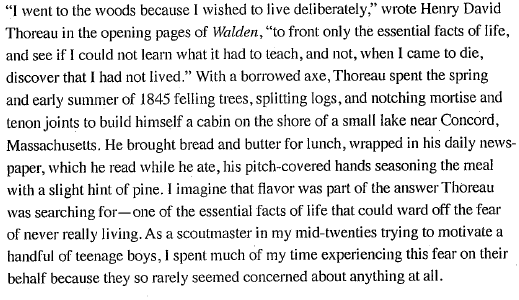 “I went to the woods because I wished to live deliberately,” wrote Henry David
Thoreau in the opening pages of Walden, “to front only the essential facts of life,
and see if I could not learn what it had to teach, and not, when I came to die,
discover that I had not lived.” With a borrowed axe, Thoreau spent the spring
and early summer of 1845 felling trees, splitting logs, and notching mortise and
tenon joints to build himself a cabin on the shore of a small lake near Concord,
Massachusetts. He brought bread and butter for lunch, wrapped in his daily news-
paper, which he read while he ate, his pitch-covered hands seasoning the meal
with a slight hint of pine. I imagine that flavor was part of the answer Thoreau
was searching for—one of the essential facts of life that could ward off the fear
of never really living. As a scoutmaster in my mid-twenties trying to motivate a
handful of teenage boys, I spent much of my time experiencing this fear on their
behalf because they so rarely seemed concerned about anything at all.